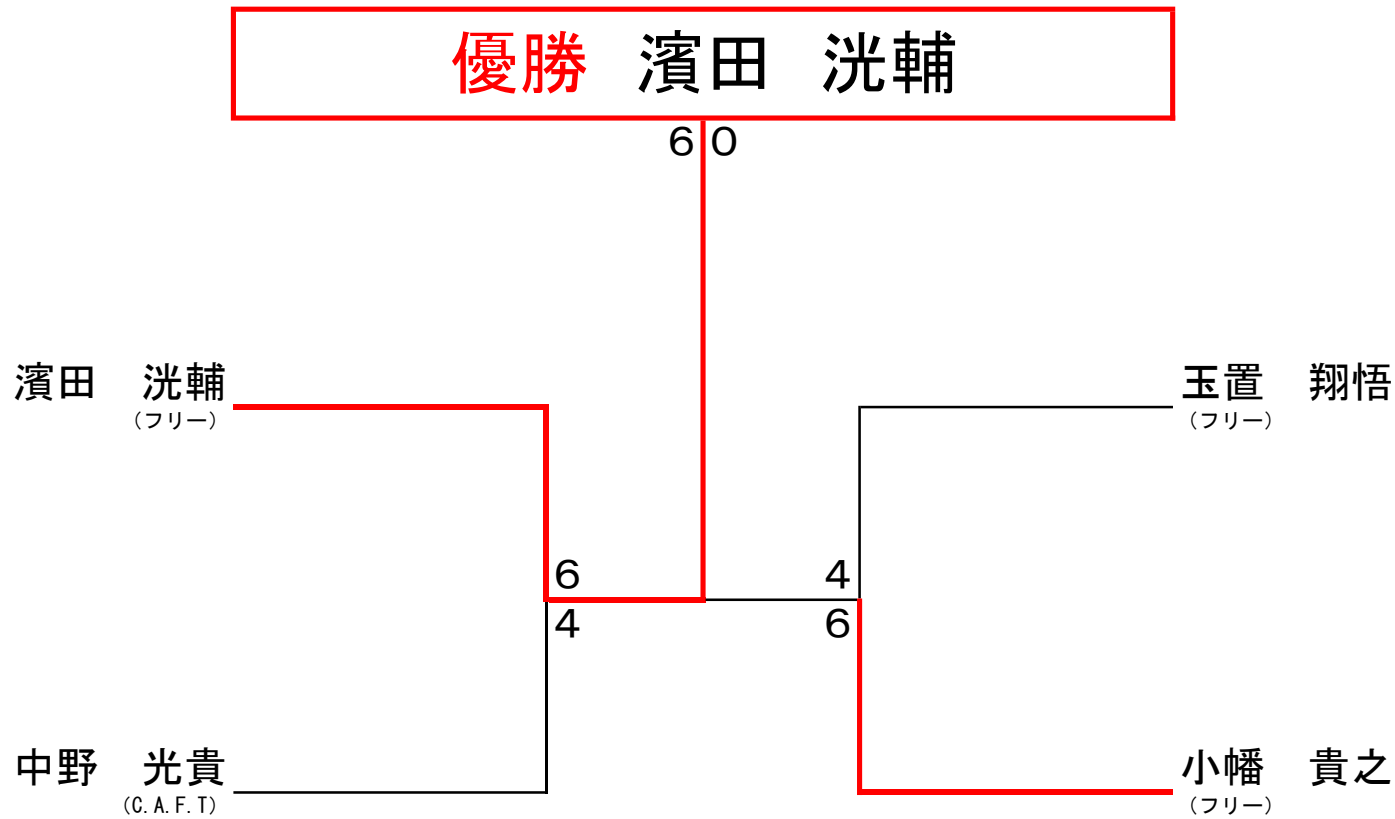 優勝　濱田　洸輔
６ ０
濱田　洸輔
（フリー）
玉置　翔悟
（フリー）
６
４
４
６
中野　光貴
（C.A.F.T）
小幡　貴之
（フリー）